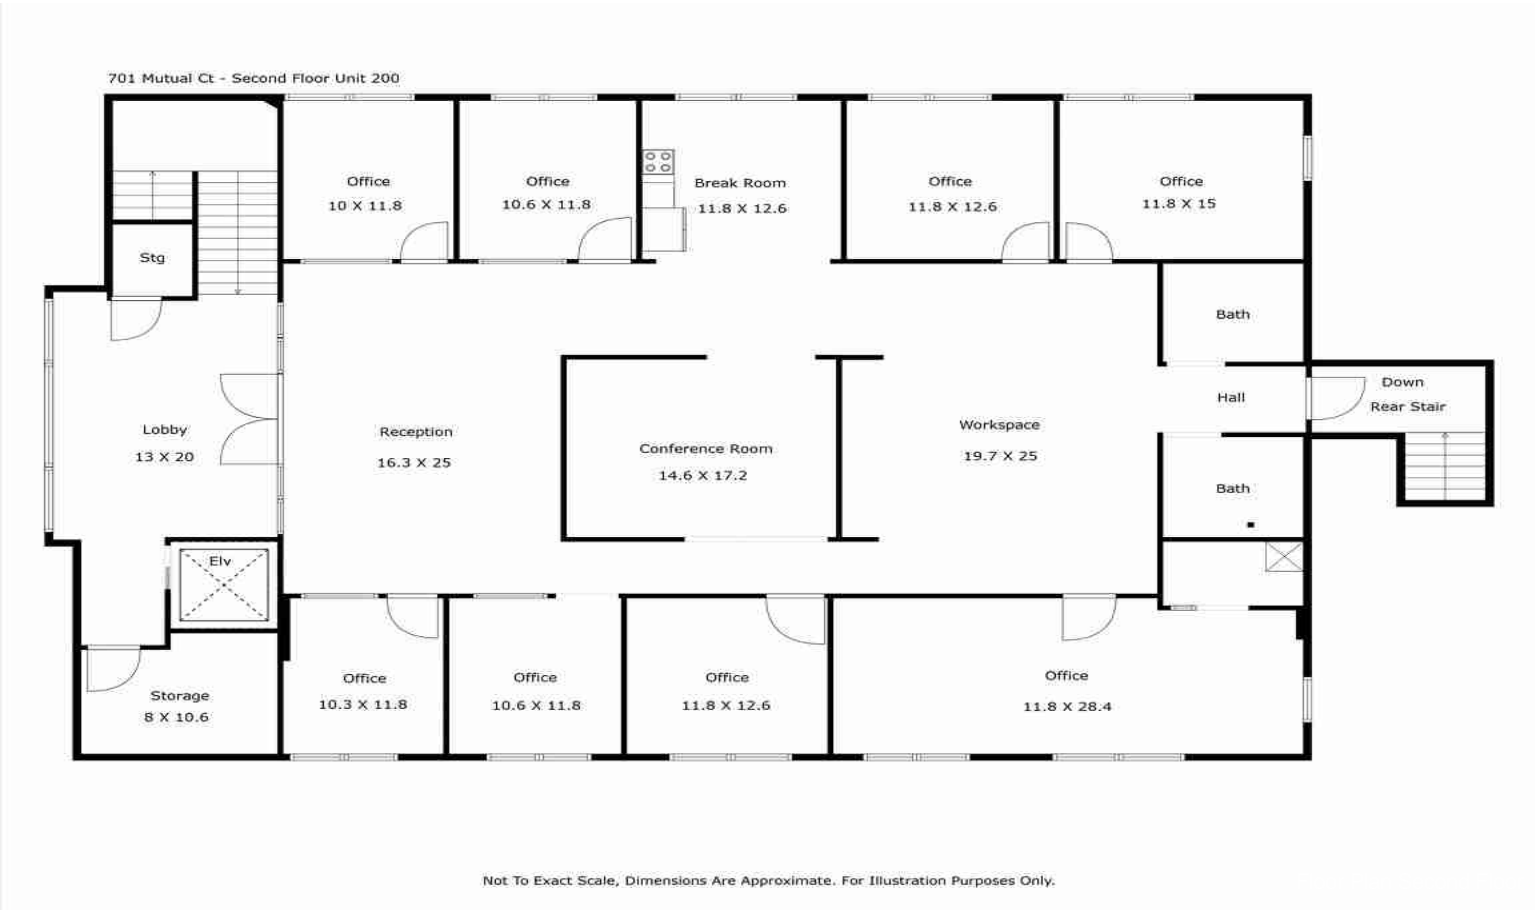 701 Mutual Ct - Second Floor Unit 200
Office
10 X 11.8
Office
10.6 X 11.8
Break Room
11.8 X 12.6
Office
11.8 X 12.6
Office
11.8 X 15
Stg
Bath
Lobby
13 X 20
Reception
16.3 X 25
Conference Room
14.6 X 17.2
Workspace
19.7 X 25
Hall
Down
Rear Stair
Bath
Elv
Storage
8 X 10.6
Office
10.3 X 11.8
Office
10.6 X 11.8
Office
11.8 X 12.6
Office
11.8 X 28.4
Not To Exact Scale, Dimensions Are Approximate. For Illustration Purposes Only.